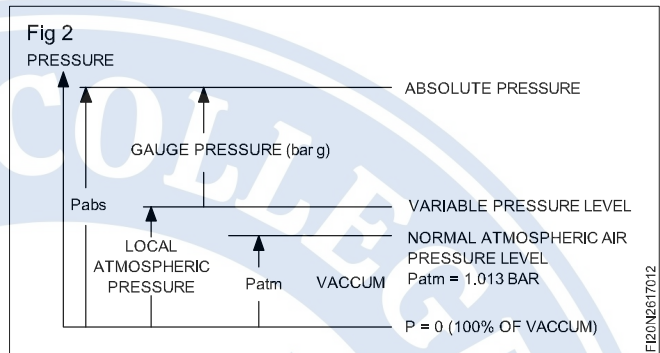 Fig 2
PRESSURE
ABSOLUTE PRESSURE
GAUGE PRESSURE (bar g)
Pabs
VARIABLE PRESSURE LEVEL
LOCAL
ATMOSPHERIC
PRESSURE
NORMAL ATMOSPHERIC AIR
PRESSURE LEVEL
Patm
VACCUM
Patm = 1.013 BAR
P = 0 (100% OF VACCUM)
FI20N2617012
COLLEG